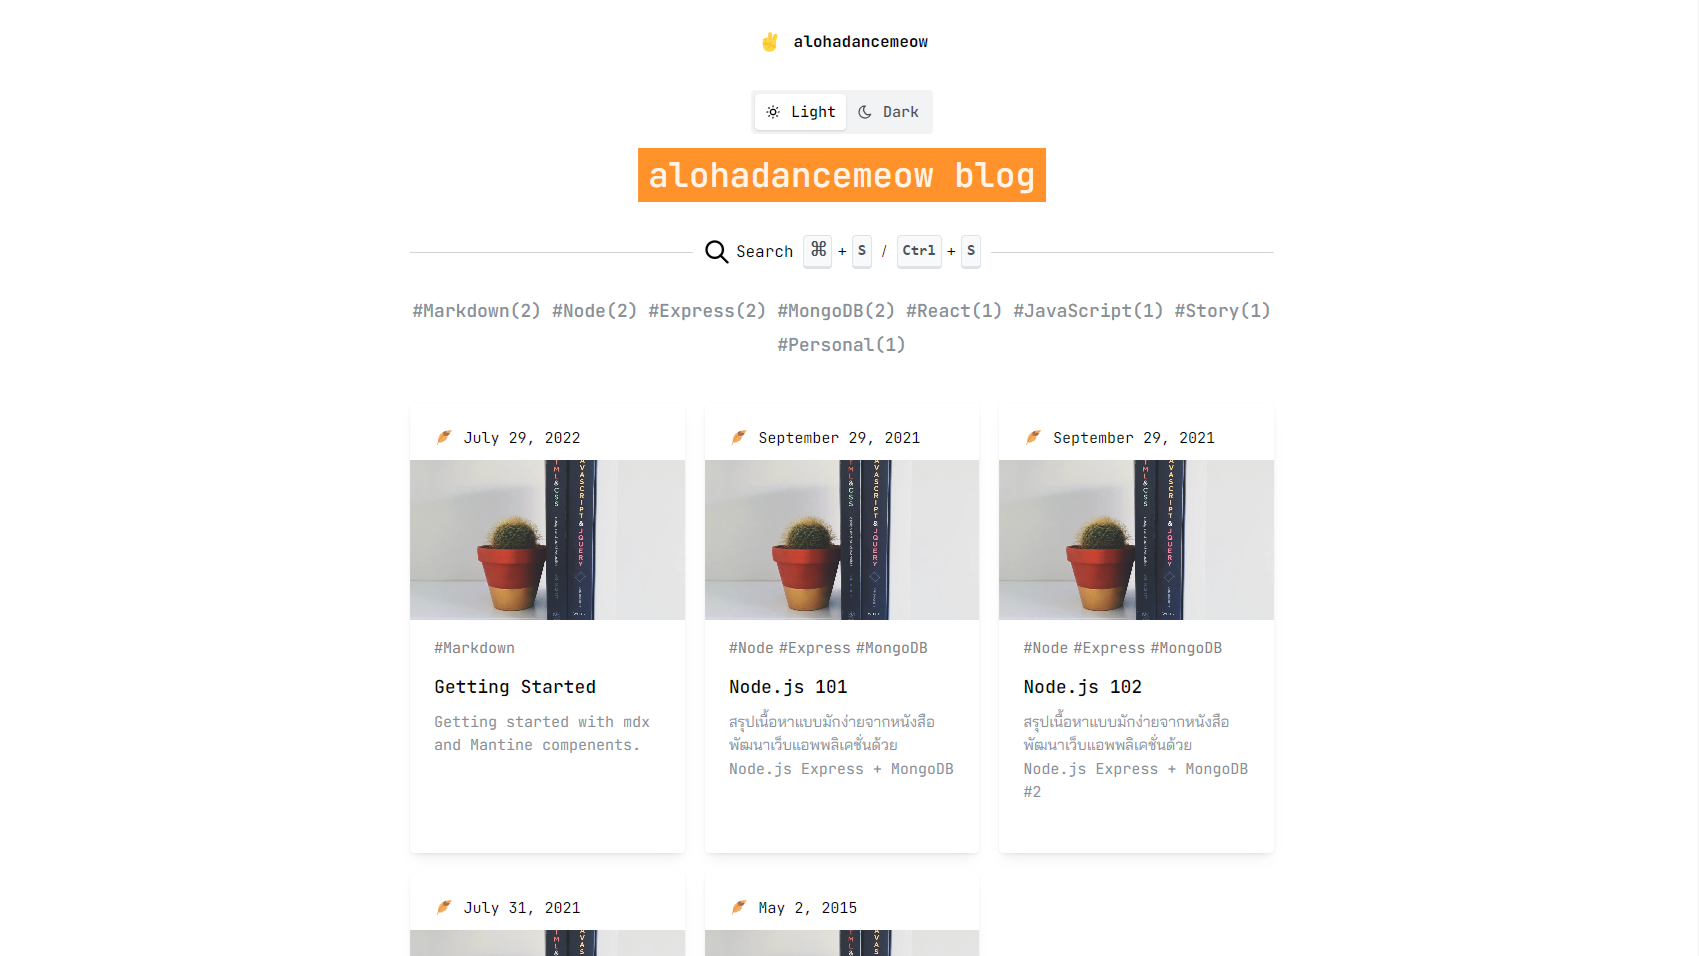 alohadancemeow
Light Dark
alohadancemeow blog
Search ⌘ + S / Ctrl + S
#Markdown(2) #Node(2) #Express(2) #MongoDB(2) #React(1) #JavaScript(1) #Story(1)
#Personal(1)
July 29, 2022
#Markdown
Getting Started
Getting started with mdx
and Mantine compenents.
September 29, 2021
#Node #Express #MongoDB
Node.js 101
สรุปเนื้อหาแบบมักง่ายจากหนังสือ
พัฒนาเว็บแอพพลิเคชั่นด้วย
Node.js Express + MongoDB
September 29, 2021
#Node #Express #MongoDB
Node.js 102
สรุปเนื้อหาแบบมักง่ายจากหนังสือ
พัฒนาเว็บแอพพลิเคชั่นด้วย
Node.js Express + MongoDB
#2
July 31, 2021
May 2, 2015